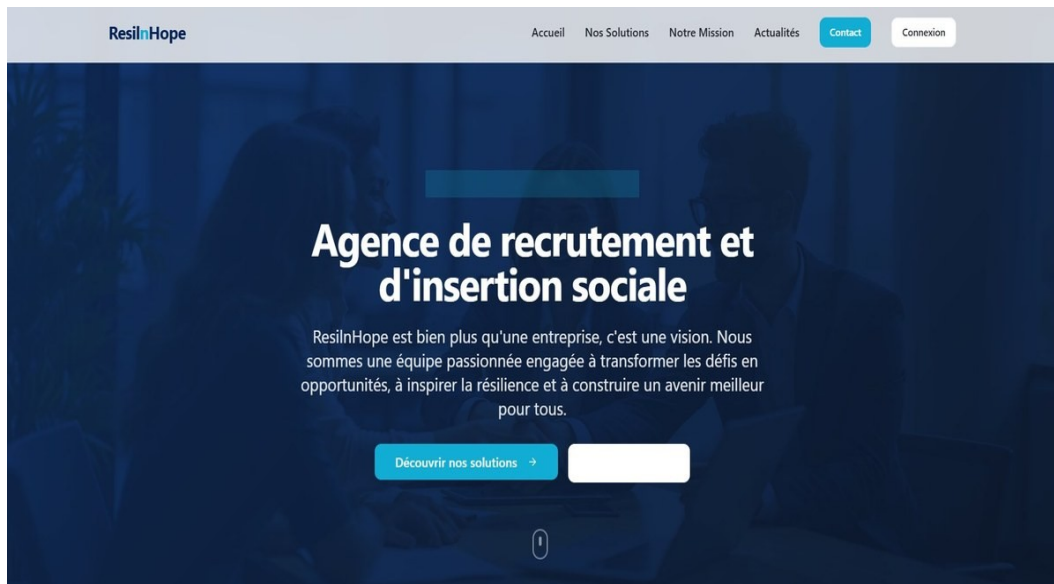 ResilnHope
Accueil
Nos Solutions
Notre Mission
Actualités
Contact
Connexion
Agence de recrutement et
d'insertion sociale
ResilnHope est bien plus qu'une entreprise, c'est une vision. Nous
sommes une équipe passionnée engagée à transformer les défis en
opportunités, à inspirer la résilience et à construire un avenir meilleur
pour tous.
Découvrir nos solutions →